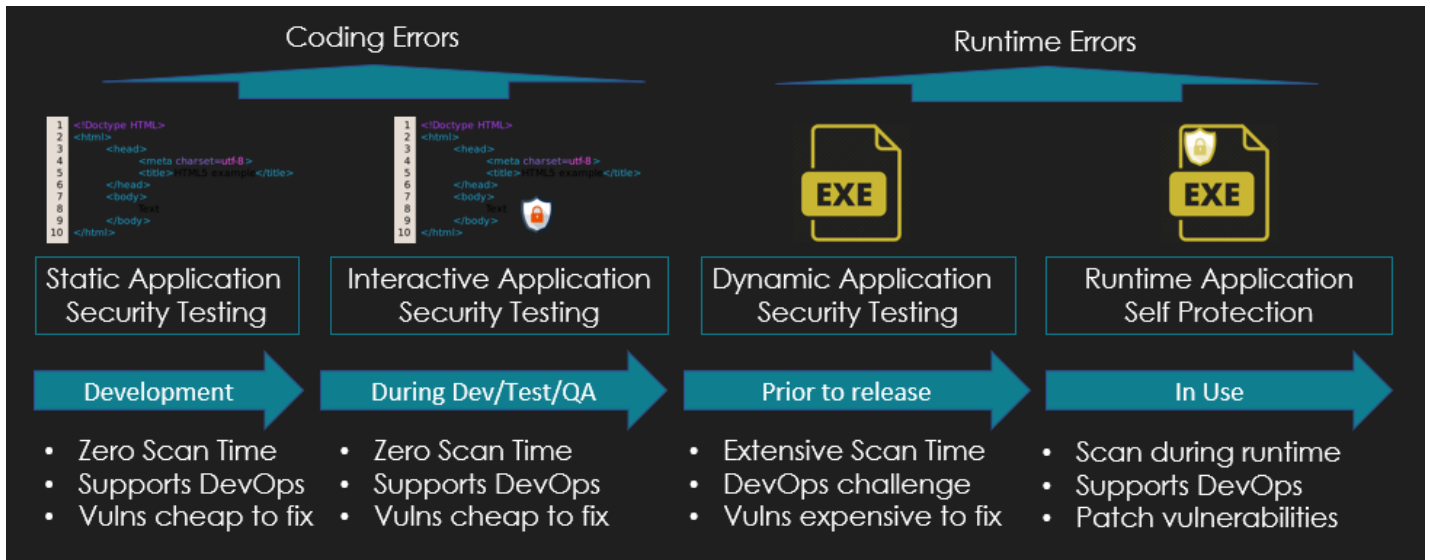 Coding Errors
Runtime Errors
1 <!Doctype HTML>
2 <html>
3 <head>
4 <meta charset=utf-8>
5 <title>HTML5 example</title>
6 </head>
7 <body>
8 Text
9 </body>
10 </html>
1 <!Doctype HTML>
2 <html>
3 <head>
4 <meta charset=utf-8>
5 <title>HTML5 example</title>
6 </head>
7 <body>
8 Text
9 </body>
10 </html>
EXE
EXE
Static Application
Security Testing
Interactive Application
Security Testing
Dynamic Application
Security Testing
Runtime Application
Self Protection
Development
During Dev/Test/QA
Prior to release
In Use
• Zero Scan Time
• Supports DevOps
• Vulns cheap to fix
• Zero Scan Time
• Supports DevOps
• Vulns cheap to fix
• Extensive Scan Time
• DevOps challenge
• Vulns expensive to fix
• Scan during runtime
• Supports DevOps
• Patch vulnerabilities